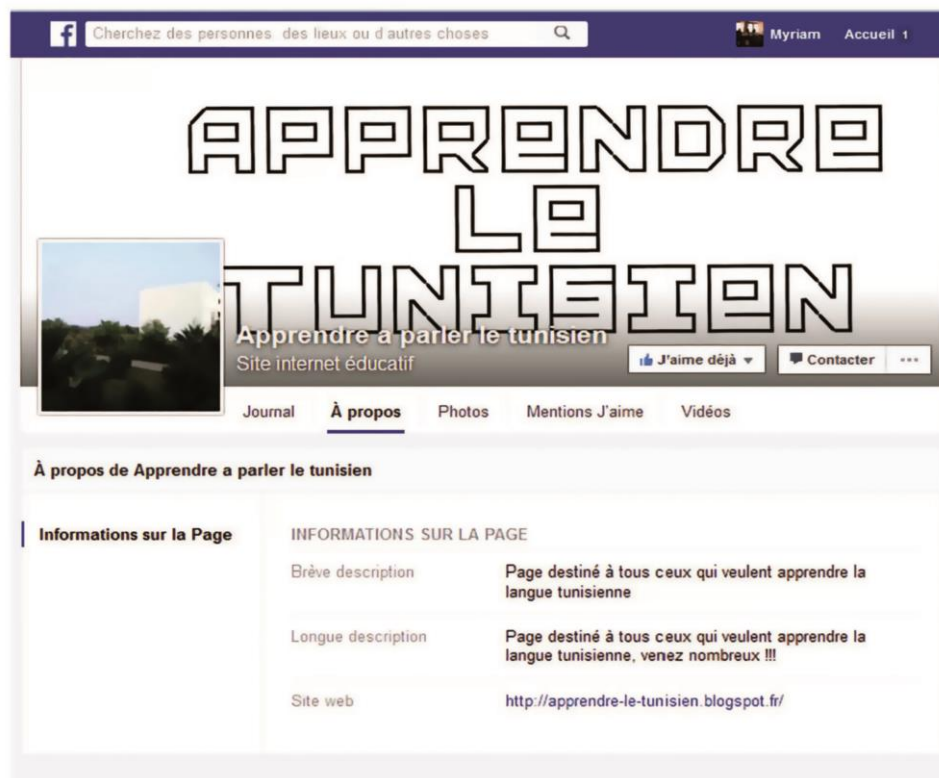 f Cherchez des personnes des lieux ou d autres choses Myriam Accueil 1
APPRENDRE
LE
TUNISIEN
Apprendre a parler le tunisien
Site internet éducatif
J'aime déjà Contacter ...
Journal À propos Photos Mentions J'aime Vidéos
À propos de Apprendre a parler le tunisien
Informations sur la Page
INFORMATIONS SUR LA PAGE
Brève description Page destiné à tous ceux qui veulent apprendre la
langue tunisienne
Longue description Page destiné à tous ceux qui veulent apprendre la
langue tunisienne, venez nombreux !!!
Site web http://apprendre-le-tunisien.blogspot.fr/